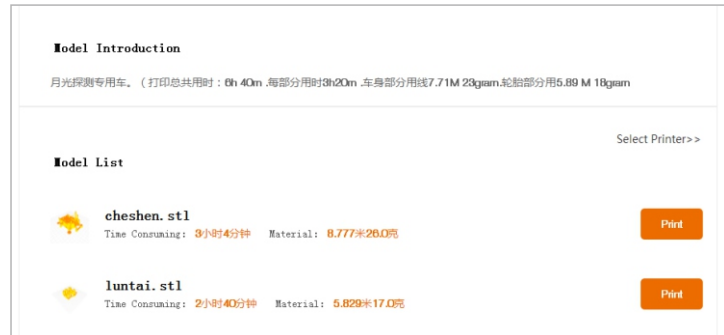 Model Introduction
月光探测专用车。（打印总共用时：6h 40m .每部分用时3h20m .车身部分用线7.71M 23gram.轮胎部分用5.89 M 18gram
Select Printer>>
Model List
cheshen.stl
Time Consuming: 3小时4分钟 Material: 8.777米26.0克
Print
luntai.stl
Time Consuming: 2小时40分钟 Material: 5.829米17.0克
Print